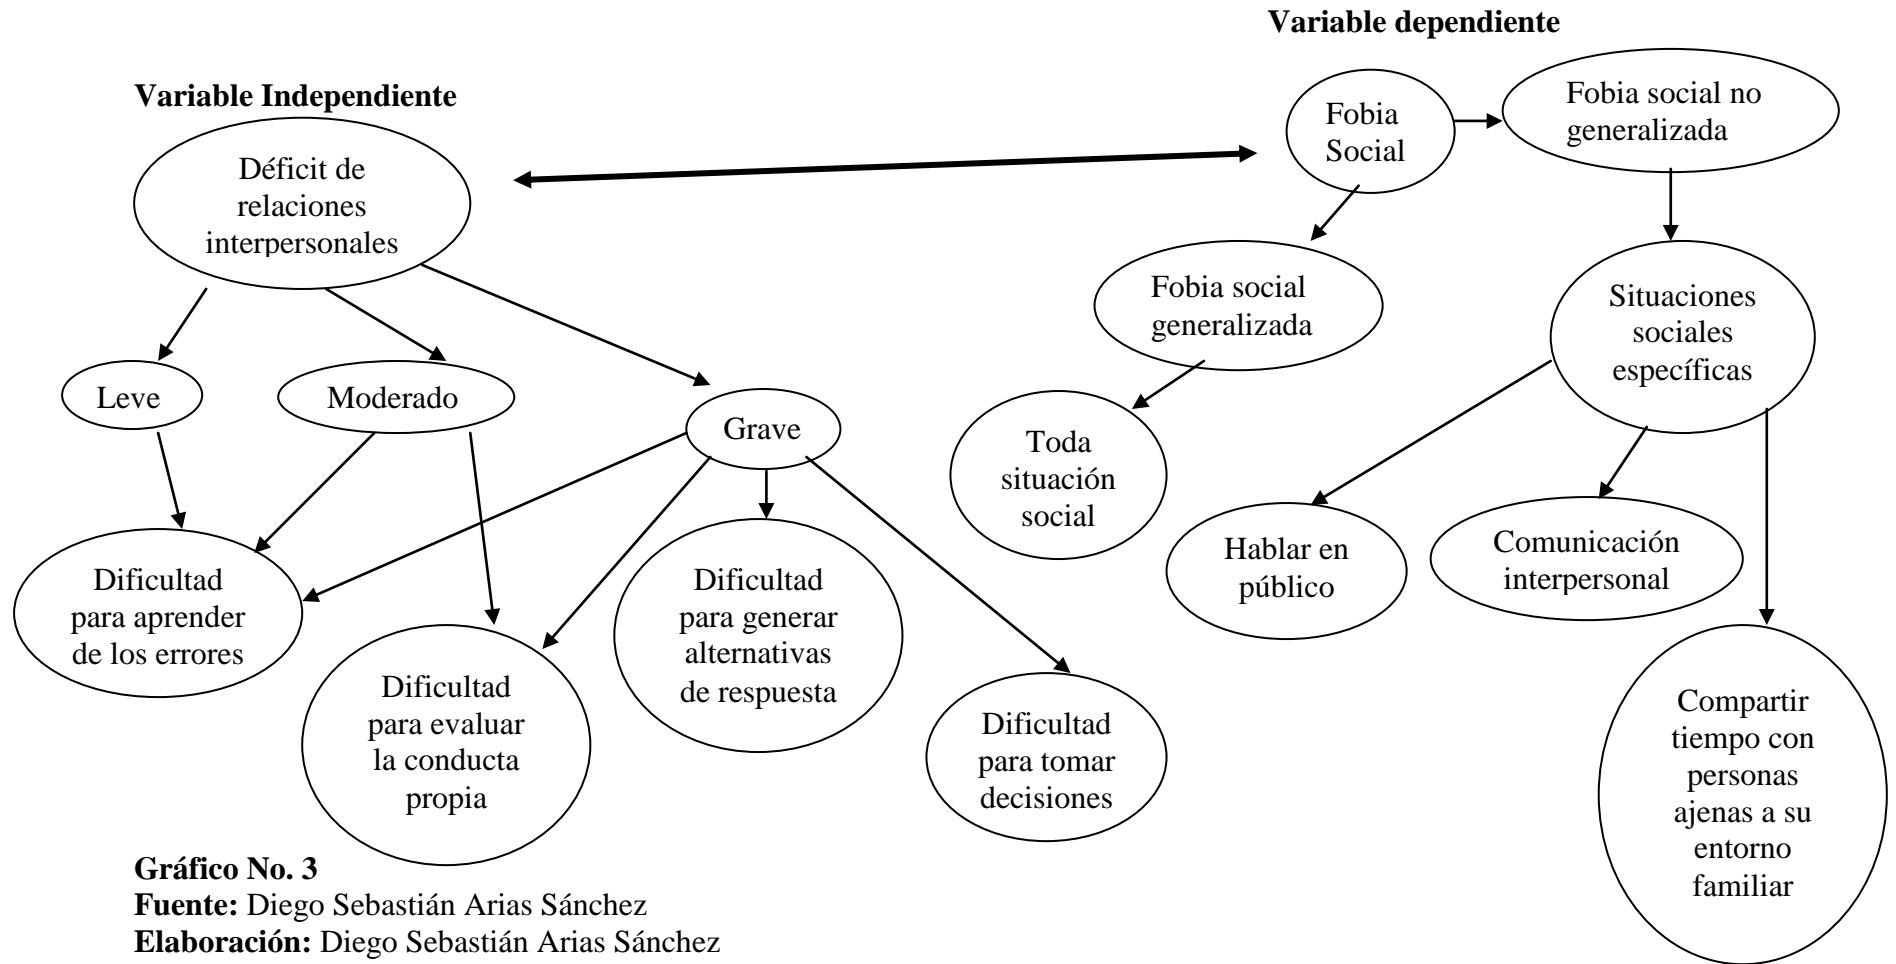 Variable dependiente
Variable Independiente
Déficit de
relaciones
interpersonales
Leve
Moderado
Grave
Dificultad
para aprender
de los errores
Dificultad
para evaluar
la conducta
propia
Dificultad
para generar
alternativas
de respuesta
Dificultad
para tomar
decisiones
Fobia
Social
Fobia social no
generalizada
Fobia social
generalizada
Toda
situación
social
Situaciones
sociales
específicas
Hablar en
público
Comunicación
interpersonal
Compartir
tiempo con
personas
ajenas a su
entorno
familiar
Gráfico No. 3
Fuente: Diego Sebastián Arias Sánchez
Elaboración: Diego Sebastián Arias Sánchez